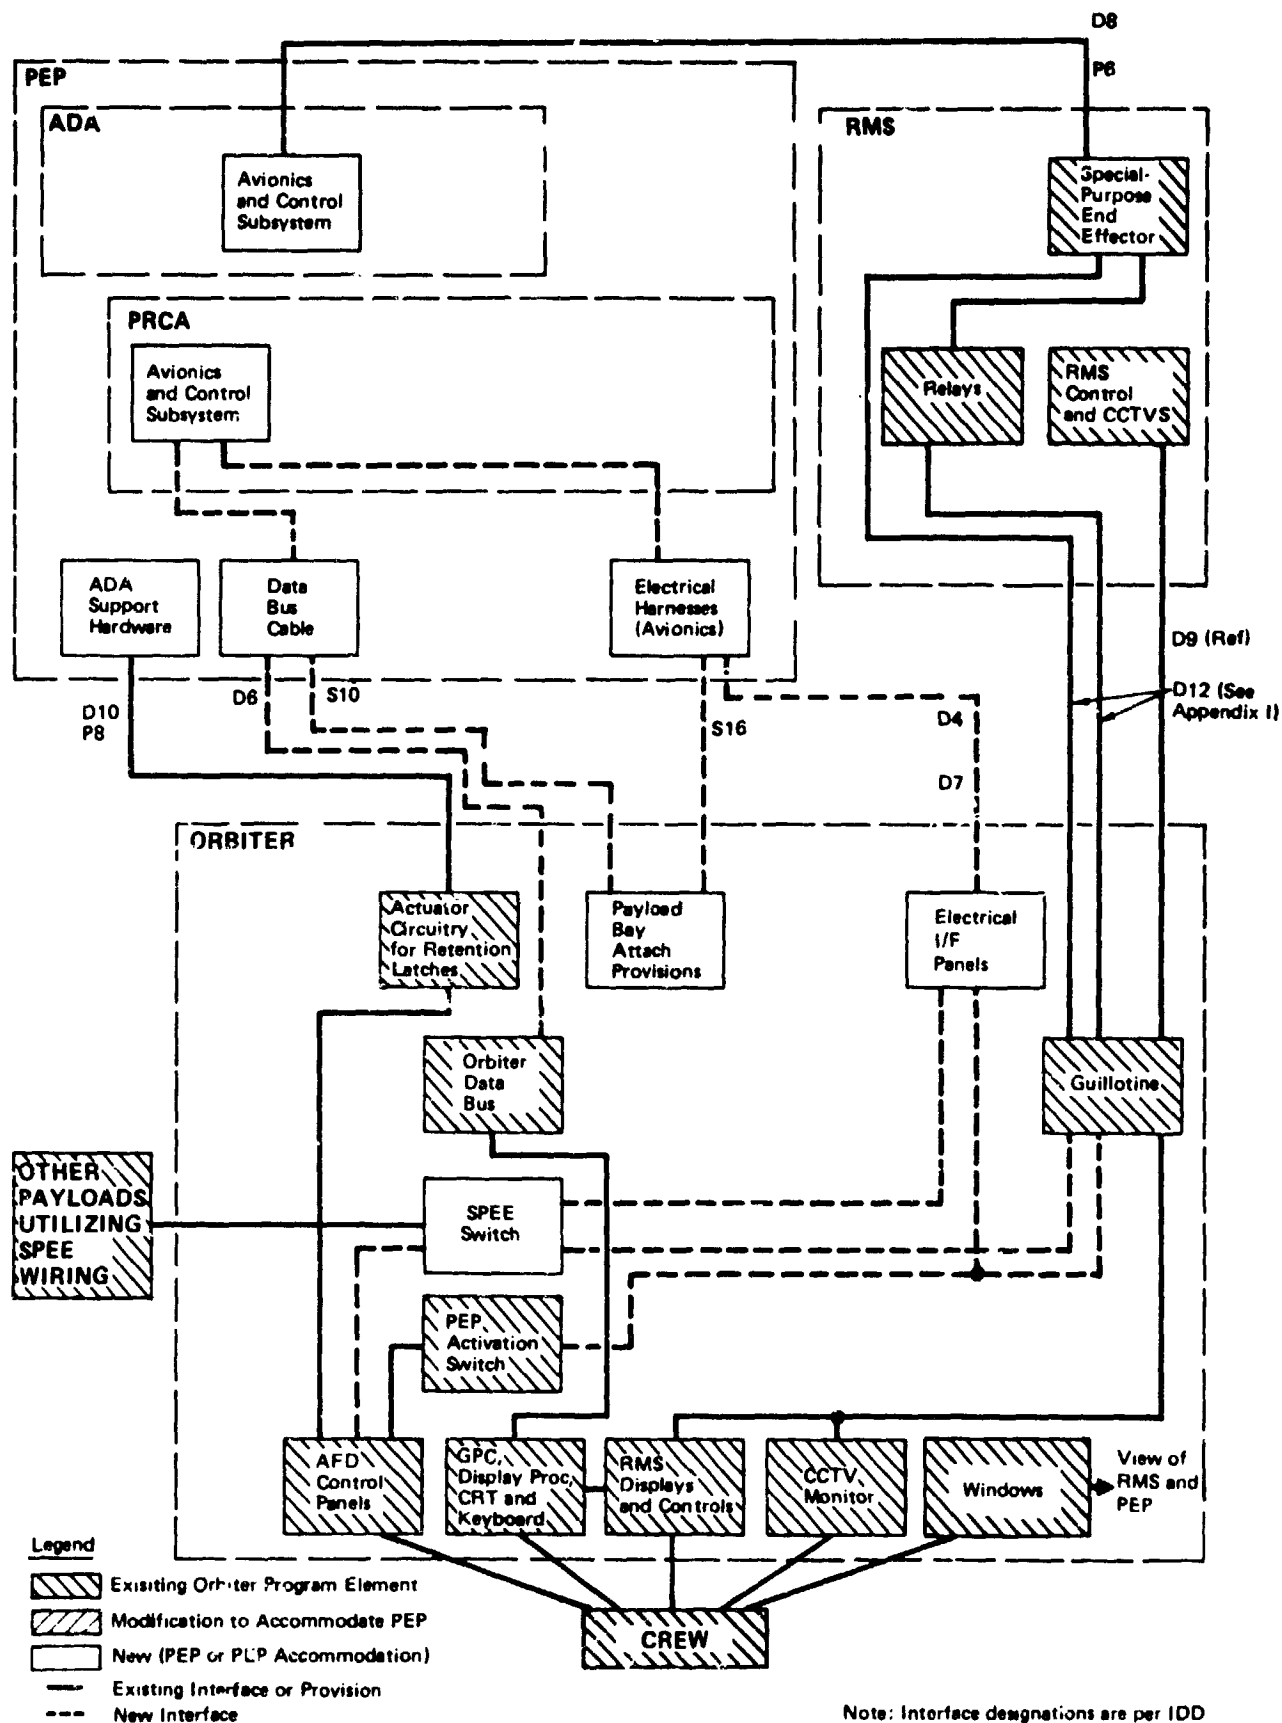 D8
P6
PEP
ADA
Avionics
and Control
Subsystem
RMS
Special-
Purpose
End
Effector
PRCA
Avionics
and Control
Subsystem
Relays
RMS
Control
and CCTVS
ADA
Support
Hardware
Data
Bus
Cable
Electrical
Harnesses
(Avionics)
D9 (Ref)
D12 (See
Appendix I)
D10
P8
D6
S10
S16
D4
D7
ORBITER
Actuator
Circuitry
for Retention
Latches
Payload
Bay
Attach
Provisions
Electrical
I/F
Panels
Orbiter
Data
Bus
Guillotine
OTHER
PAYLOADS
UTILIZING
SPEE
WIRING
SPEE
Switch
PEP
Activation
Switch
AFD
Control
Panels
GPC,
Display Proc,
CRT and
Keyboard
RMS
Displays
and Controls
CCTV
Monitor
Windows
View of
RMS and
PEP
CREW
Legend
Exisiting Orbiter Program Element
Modification to Accommodate PEP
New (PEP or PEP Accommodation)
Existing Interface or Provision
New Interface
Note: Interface designations are per IDD